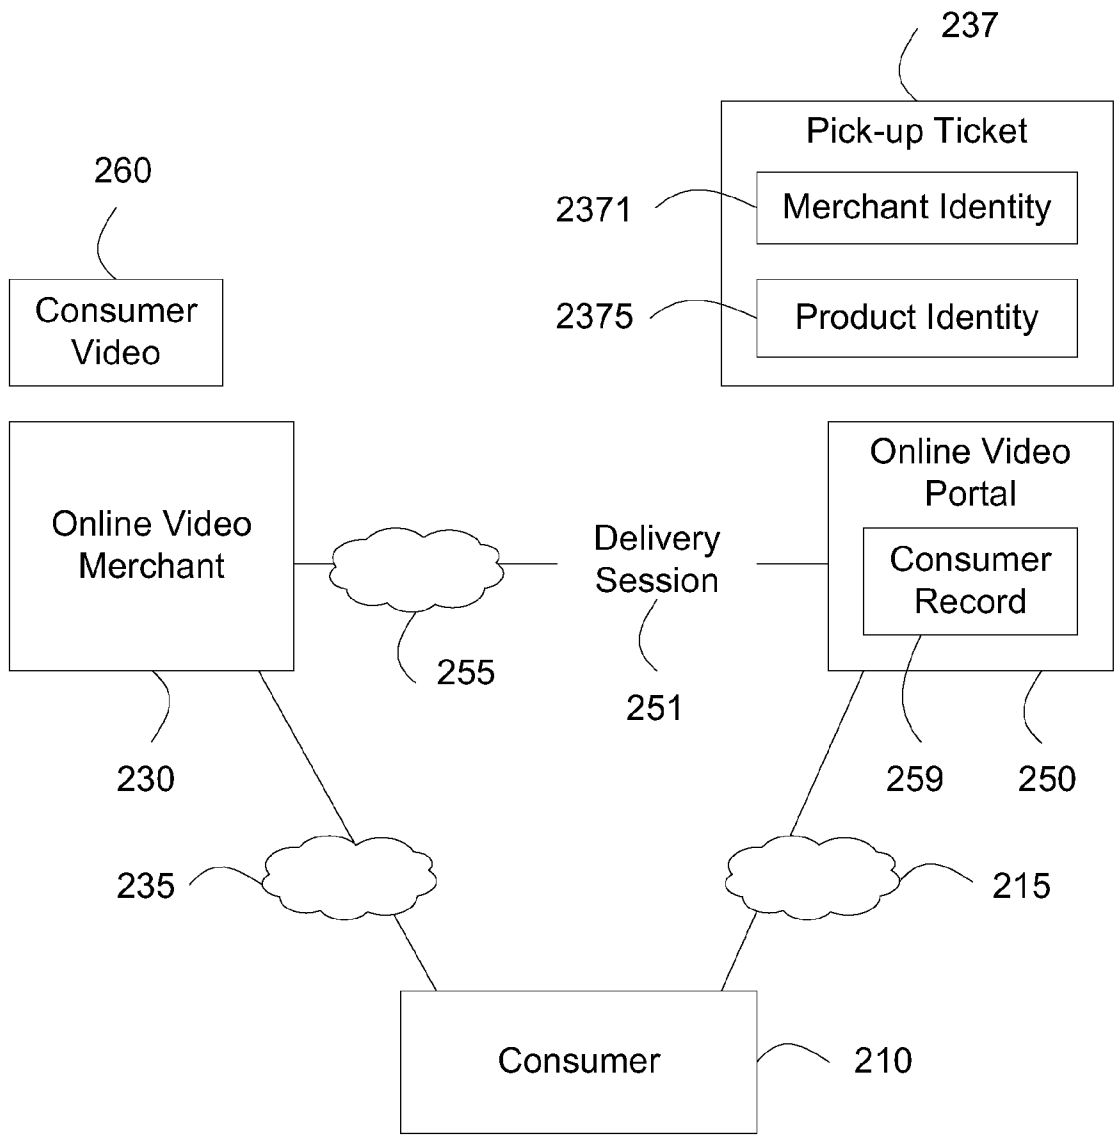 237
Pick-up Ticket
260
2371
Merchant Identity
Consumer
Video
2375
Product Identity
Online Video
Merchant
Delivery
Session
Online Video
Portal
Consumer
Record
255
251
230
259
250
235
215
Consumer
210